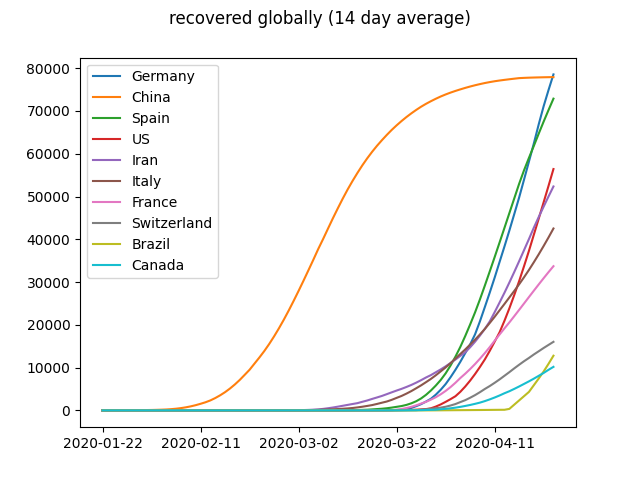 recovered globally (14 day average)
80000
70000
60000
50000
40000
30000
20000
10000
0
Germany
China
Spain
US
Iran
Italy
France
Switzerland
Brazil
Canada
2020-01-22 2020-02-11 2020-03-02 2020-03-22 2020-04-11